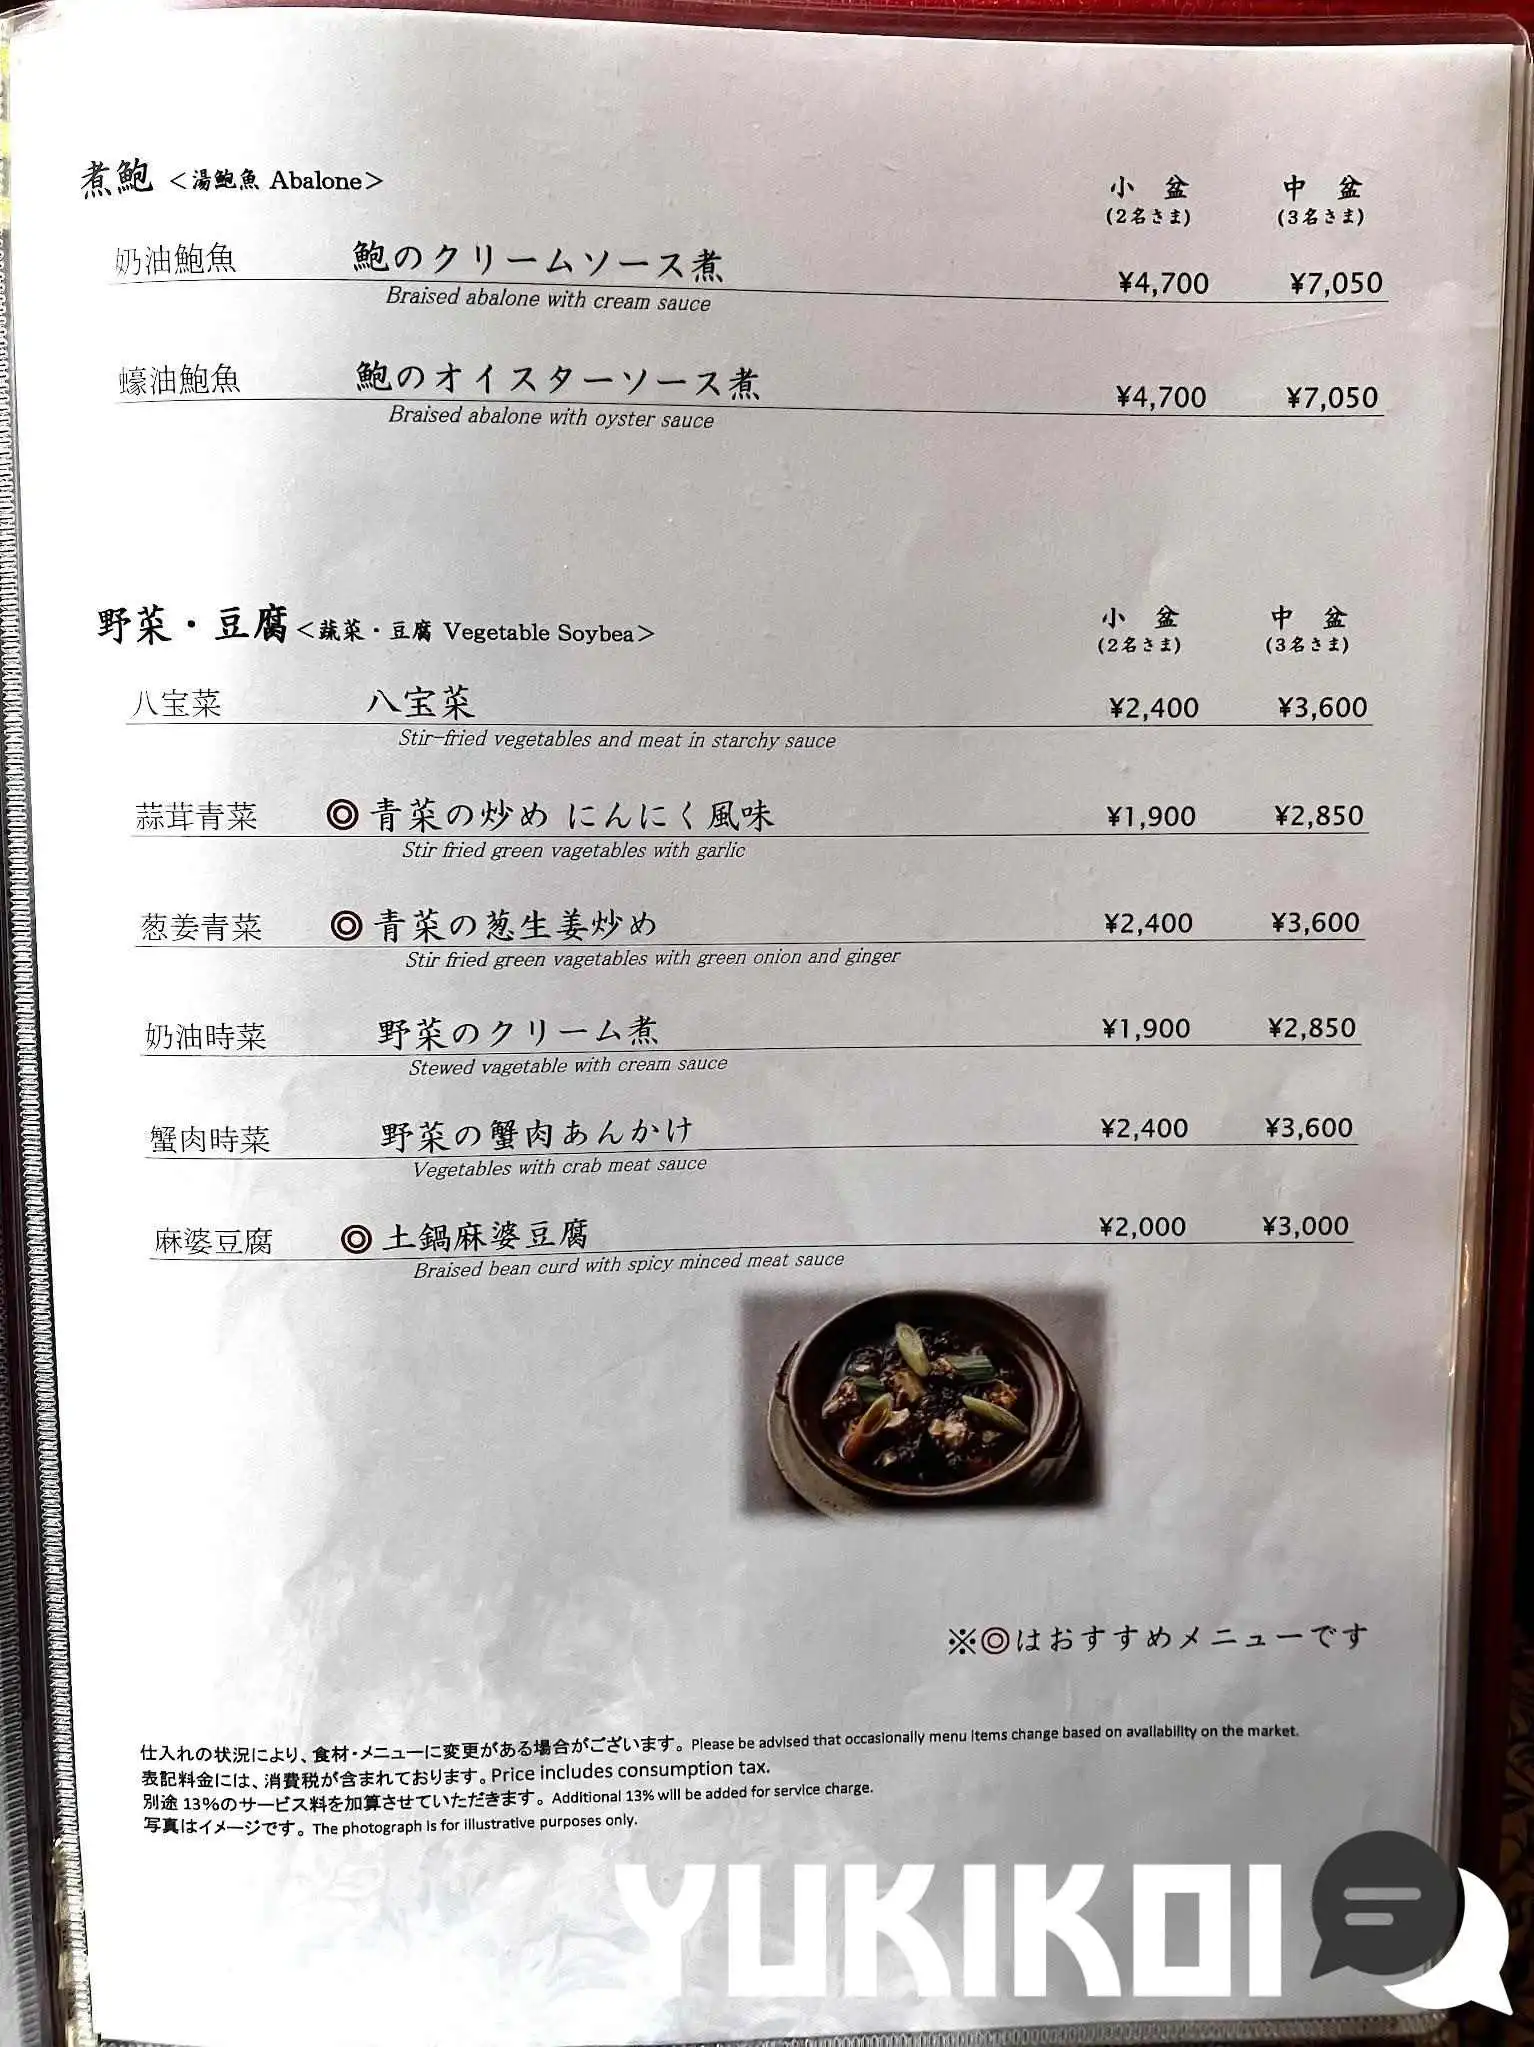 煮鮑 ＜湯鮑魚 Abalone＞ 小 盆 中 盆
(2名さま) (3名さま)
奶油鮑魚 鮑のクリームソース煮 ¥4,700 ¥7,050
Braised abalone with cream sauce
蠔油鮑魚 鮑のオイスターソース煮 ¥4,700 ¥7,050
Braised abalone with oyster sauce
野菜・豆腐＜蔬菜・豆腐 Vegetable Soybea＞ 小 盆 中 盆
(2名さま) (3名さま)
八宝菜 八宝菜 ¥2,400 ¥3,600
Stir-fried vegetables and meat in starchy sauce
蒜茸青菜 ◎青菜の炒め にんにく風味 ¥1,900 ¥2,850
Stir fried green vagetables with garlic
葱姜青菜 ◎青菜の葱生姜炒め ¥2,400 ¥3,600
Stir fried green vagetables with green onion and ginger
奶油時菜 野菜のクリーム煮 ¥1,900 ¥2,850
Stewed vagetable with cream sauce
蟹肉時菜 野菜の蟹肉あんかけ ¥2,400 ¥3,600
Vegetables with crab meat sauce
麻婆豆腐 ◎土鍋麻婆豆腐 ¥2,000 ¥3,000
Braised bean curd with spicy minced meat sauce
※◎はおすすめメニューです
仕入れの状況により、食材・メニューに変更がある場合がございます。Please be advised that occasionally menu items change based on availability on the market.
表記料金には、消費税が含まれております。Price includes consumption tax.
別途 13%のサービス料を加算させていただきます。Additional 13% will be added for service charge.
写真はイメージです。The photograph is for illustrative purposes only.
YUKIKOI